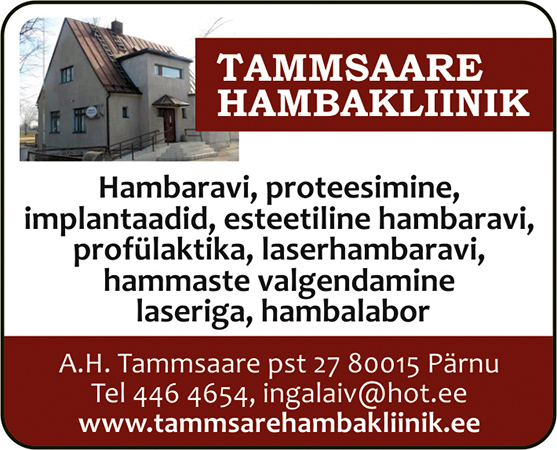 TAMMSAARE
HAMBAKLIINIK
Hambaravi, proteesimine,
implantaadid, esteetiline hambaravi,
profülaktika, laserhambaravi,
hammaste valgendamine
laseriga, hambalabor
A.H. Tammsaare pst 27 80015 Pärnu
Tel 446 4654, ingalaiv@hot.ee
www.tammsarehambakliinik.ee